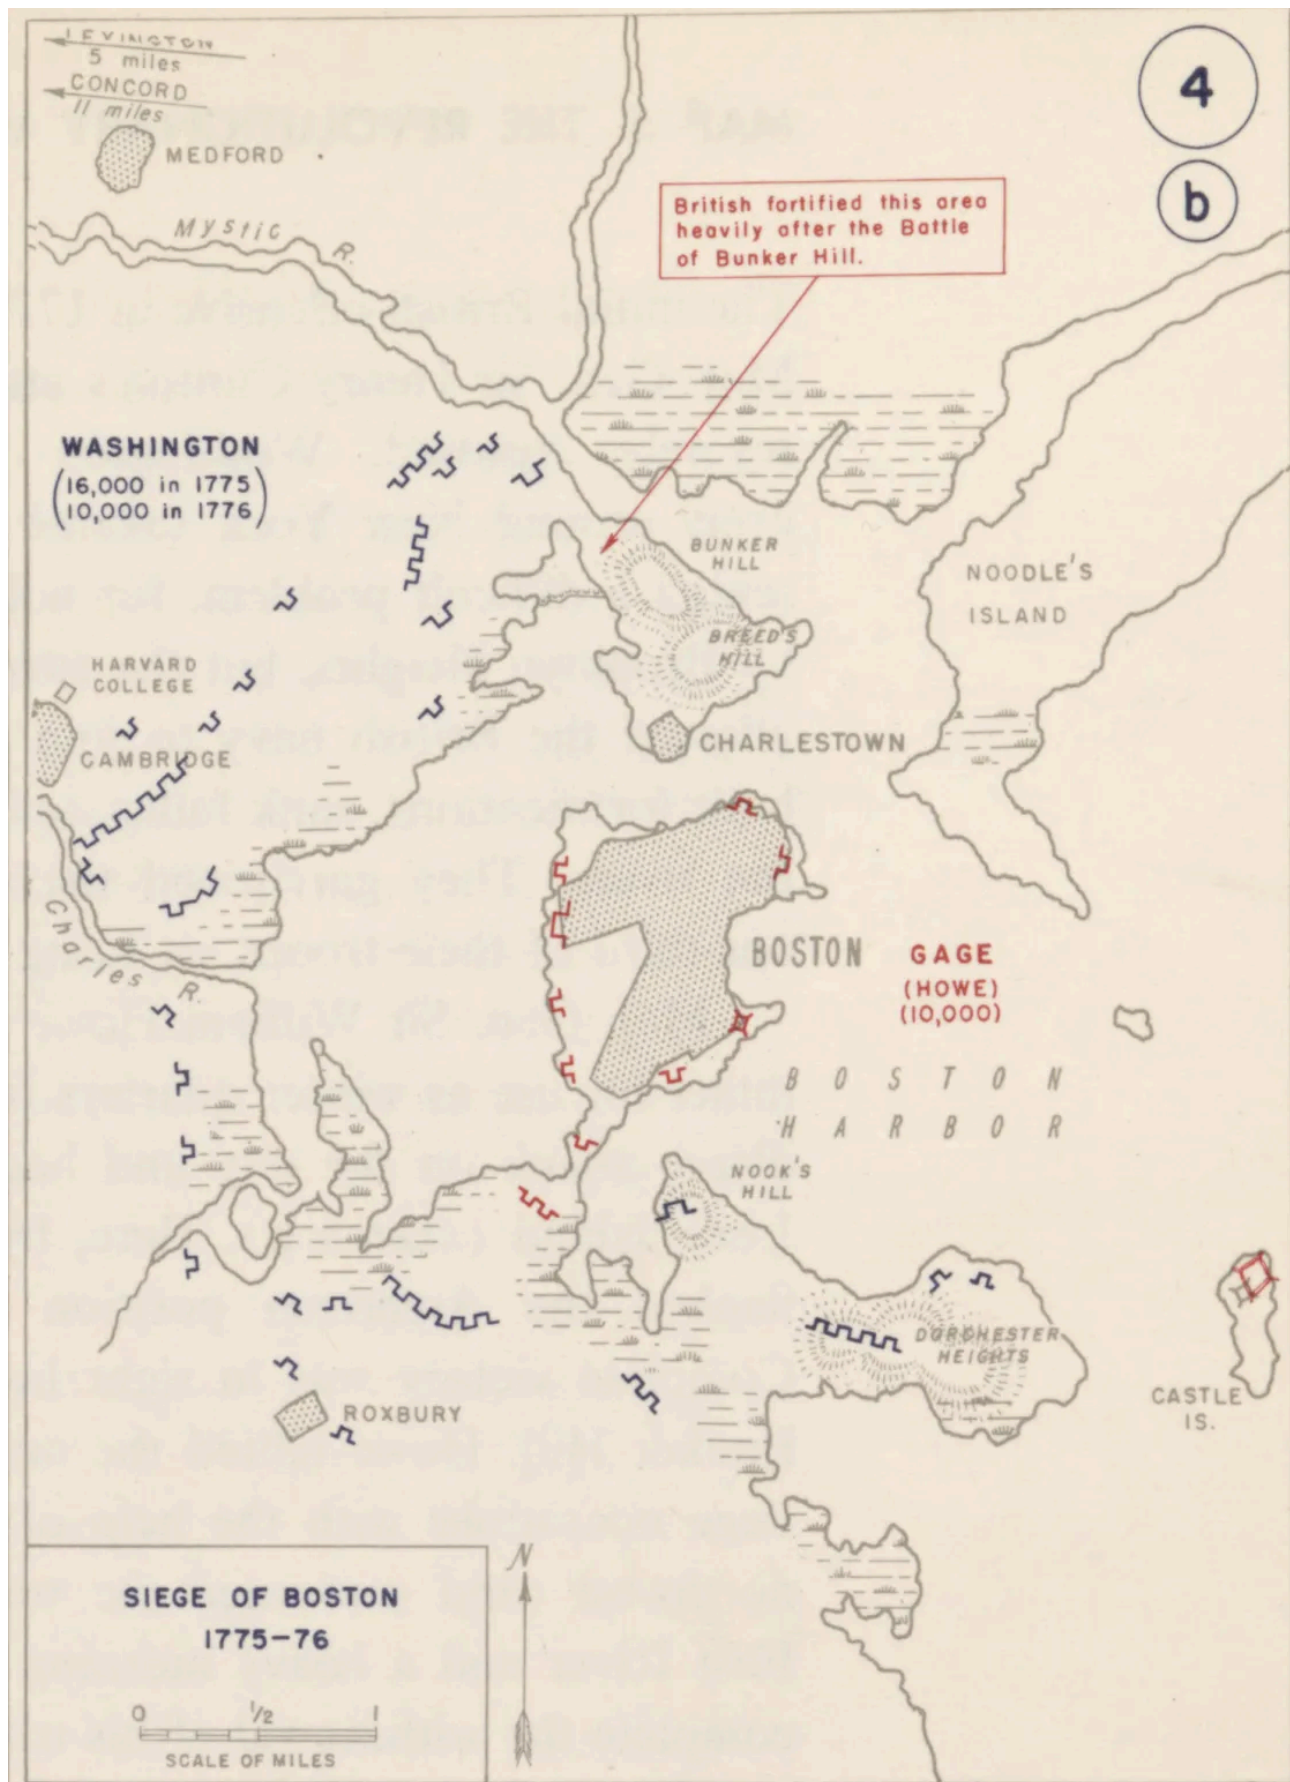 LEXINGTON
5 miles
CONCORD
11 miles
MEDFORD
4
b
British fortified this area
heavily after the Battle
of Bunker Hill.
Mystic R.
WASHINGTON
(16,000 in 1775
10,000 in 1776)
BUNKER
HILL
NOODLE'S
ISLAND
BREED'S
HILL
HARVARD
COLLEGE
CAMBRIDGE
CHARLESTOWN
Charles R.
BOSTON
GAGE
(HOWE)
(10,000)
BOSTON
HARBOR
NOOK'S
HILL
DORCHESTER
HEIGHTS
CASTLE
IS.
ROXBURY
N
SIEGE OF BOSTON
1775-76
0 1/2 1
SCALE OF MILES